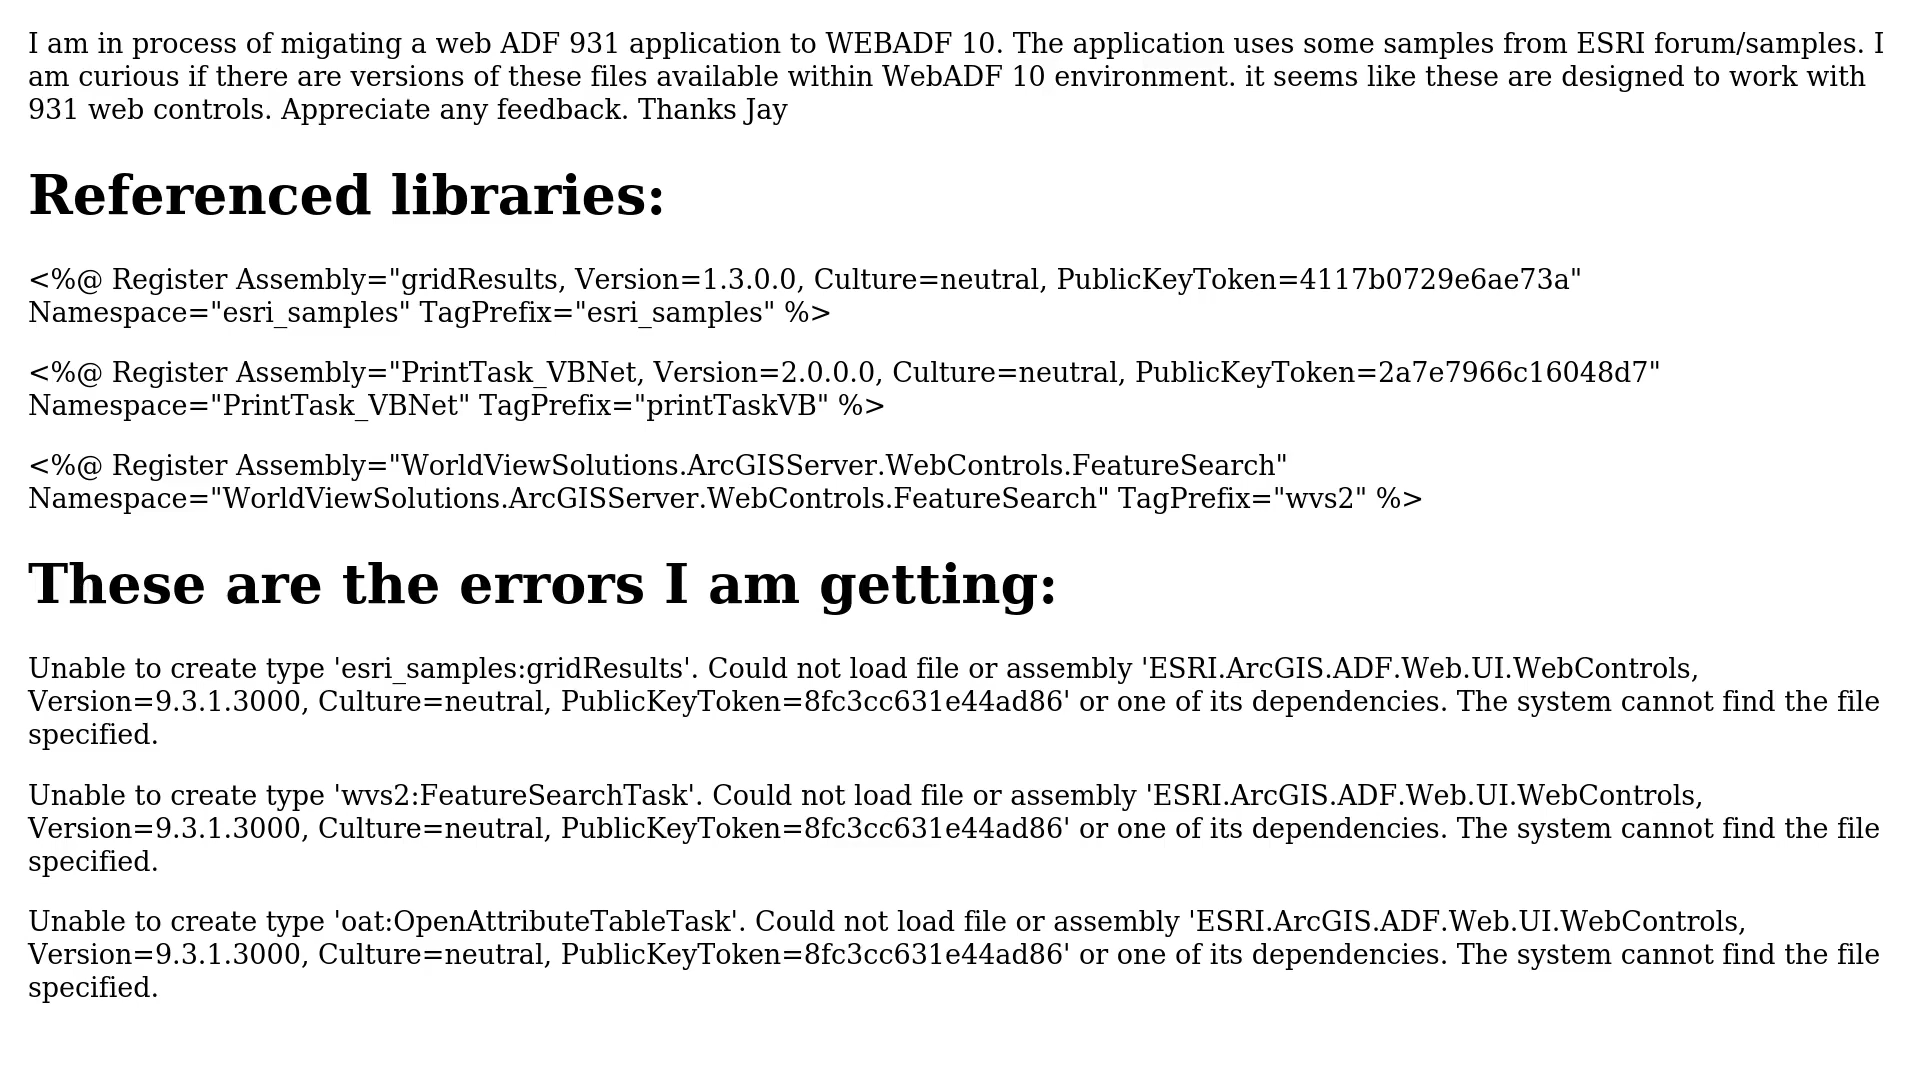 I am in process of migating a web ADF 931 application to WEBADF 10. The application uses some samples from ESRI forum/samples. I
am curious if there are versions of these files available within WebADF 10 environment. it seems like these are designed to work with
931 web controls. Appreciate any feedback. Thanks Jay
Referenced libraries:
<%@ Register Assembly="gridResults, Version=1.3.0.0, Culture=neutral, PublicKeyToken=4117b0729e6ae73a"
Namespace="esri_samples" TagPrefix="esri_samples" %>
<%@ Register Assembly="PrintTask_VBNet, Version=2.0.0.0, Culture=neutral, PublicKeyToken=2a7e7966c16048d7"
Namespace="PrintTask_VBNet" TagPrefix="printTaskVB" %>
<%@ Register Assembly="WorldViewSolutions.ArcGISServer.WebControls.FeatureSearch"
Namespace="WorldViewSolutions.ArcGISServer.WebControls.FeatureSearch" TagPrefix="wvs2" %>
These are the errors I am getting:
Unable to create type 'esri_samples:gridResults'. Could not load file or assembly 'ESRI.ArcGIS.ADF.Web.UI.WebControls,
Version=9.3.1.3000, Culture=neutral, PublicKeyToken=8fc3cc631e44ad86' or one of its dependencies. The system cannot find the file
specified.
Unable to create type 'wvs2:FeatureSearchTask'. Could not load file or assembly 'ESRI.ArcGIS.ADF.Web.UI.WebControls,
Version=9.3.1.3000, Culture=neutral, PublicKeyToken=8fc3cc631e44ad86' or one of its dependencies. The system cannot find the file
specified.
Unable to create type 'oat:OpenAttributeTableTask'. Could not load file or assembly 'ESRI.ArcGIS.ADF.Web.UI.WebControls,
Version=9.3.1.3000, Culture=neutral, PublicKeyToken=8fc3cc631e44ad86' or one of its dependencies. The system cannot find the file
specified.